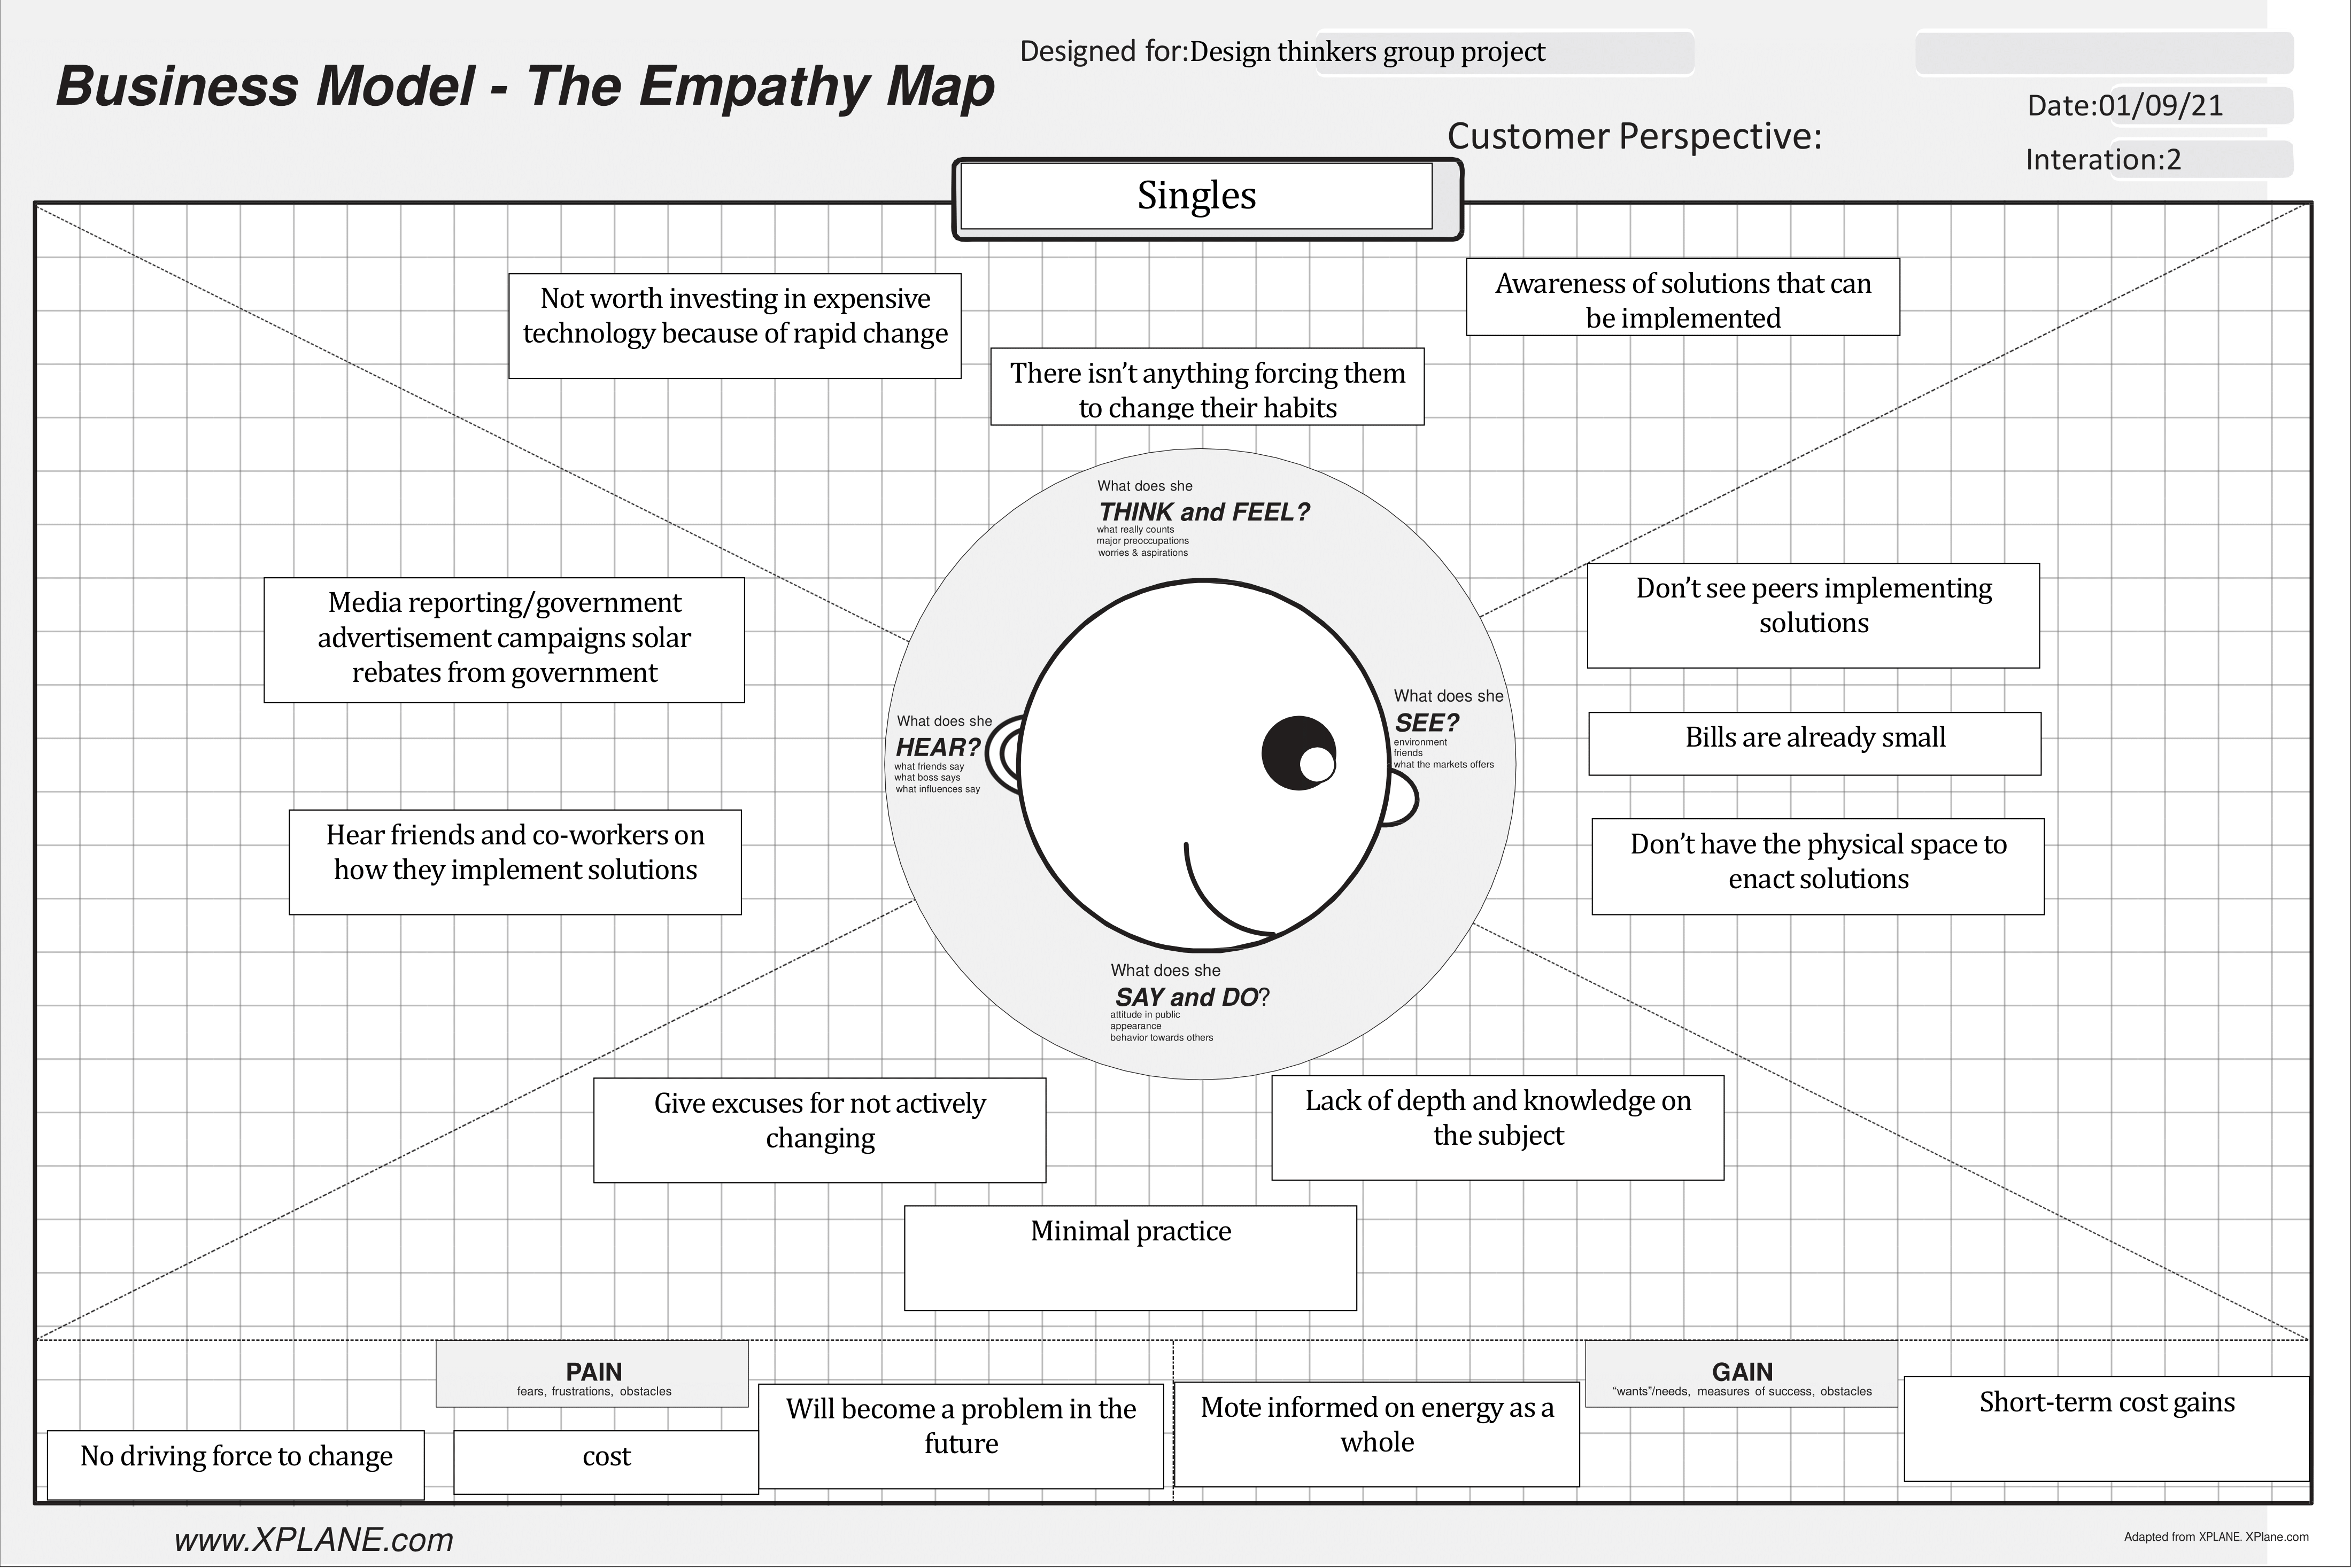 Designed for:Design thinkers group project
Business Model - The Empathy Map
Date:01/09/21
Customer Perspective:
Interation:2
Singles
Not worth investing in expensive
technology because of rapid change
Awareness of solutions that can
be implemented
There isn’t anything forcing them
to change their habits
What does she
THINK and FEEL?
what really counts
major preoccupations
worries & aspirations
Media reporting/government
advertisement campaigns solar
rebates from government
Hear friends and co-workers on
how they implement solutions
What does she
HEAR?
what friends say
what boss says
what influences say
What does she
SEE?
environment
friends
what the markets offers
Don’t see peers implementing
solutions
Bills are already small
Don’t have the physical space to
enact solutions
What does she
SAY and DO?
attitude in public
appearance
behavior towards others
Give excuses for not actively
changing
Lack of depth and knowledge on
the subject
Minimal practice
PAIN
fears, frustrations, obstacles
No driving force to change
cost
Will become a problem in the
future
GAIN
“wants”/needs, measures of success, obstacles
Mote informed on energy as a
whole
Short-term cost gains
www.XPLANE.com
Adapted from XPLANE. XPlane.com